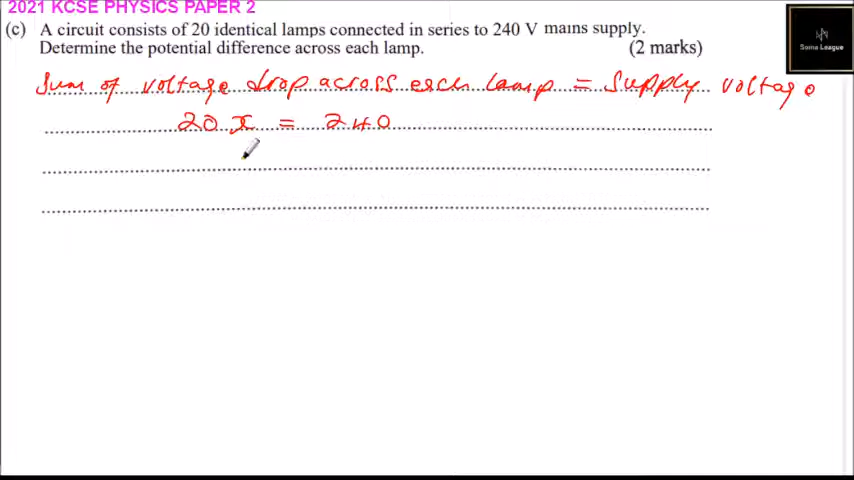 2021 KCSE PHYSICS PAPER 2
(c) A circuit consists of 20 identical lamps connected in series to 240 V mains supply.
Determine the potential difference across each lamp. (2 marks)
Soma League
Sum of voltage drop across each lamp = Supply voltage
20x = 240